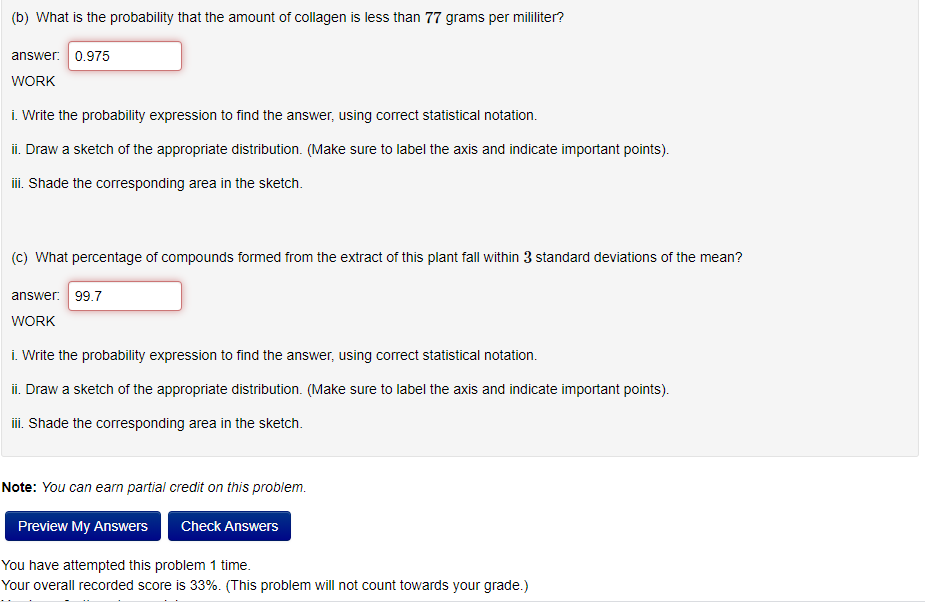 (b) What is the probability that the amount of collagen is less than 77 grams per mililiter?
answer: 0.975
WORK
i. Write the probability expression to find the answer, using correct statistical notation.
ii. Draw a sketch of the appropriate distribution. (Make sure to label the axis and indicate important points).
iii. Shade the corresponding area in the sketch.
(c) What percentage of compounds formed from the extract of this plant fall within 3 standard deviations of the mean?
answer: 99.7
WORK
i. Write the probability expression to find the answer, using correct statistical notation.
ii. Draw a sketch of the appropriate distribution. (Make sure to label the axis and indicate important points).
iii. Shade the corresponding area in the sketch.
Note: You can earn partial credit on this problem.
Preview My Answers Check Answers
You have attempted this problem 1 time.
Your overall recorded score is 33%. (This problem will not count towards your grade.)